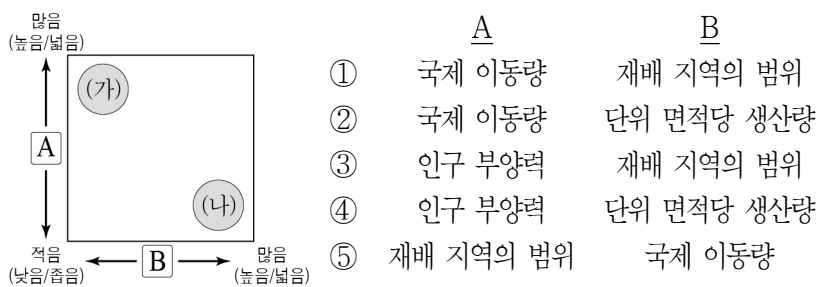 많음
(높음/넓음)
(가)
A
(나)
적음
(낮음/좁음)
B
많음
(높음/넓음)
A B
① 국제 이동량 재배 지역의 범위
② 국제 이동량 단위 면적당 생산량
③ 인구 부양력 재배 지역의 범위
④ 인구 부양력 단위 면적당 생산량
⑤ 재배 지역의 범위 국제 이동량